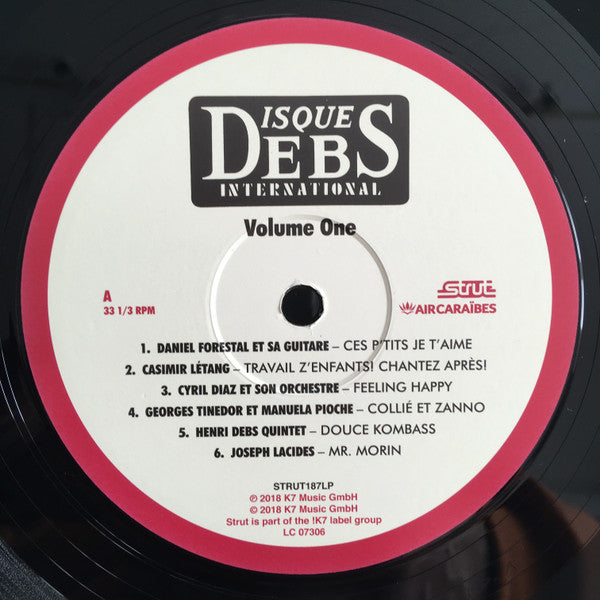 DISQUES
DEBS
INTERNATIONAL
Volume One
A
33 1/3 RPM
Strut
AIR CARAÏBES
1. DANIEL FORESTAL ET SA GUITARE – CES P'TITS JE T'AIME
2. CASIMIR LÉTANG – TRAVAIL Z'ENFANTS! CHANTEZ APRÈS!
3. CYRIL DIAZ ET SON ORCHESTRE – FEELING HAPPY
4. GEORGES TINEDOR ET MANUELA PIOCHE – COLLIÉ ET ZANNO
5. HENRI DEBS QUINTET – DOUCE KOMBASS
6. JOSEPH LACIDES – MR. MORIN
STRUT187LP
℗ 2018 K7 Music GmbH
© 2018 K7 Music GmbH
Strut is part of the !K7 label group
LC 07306